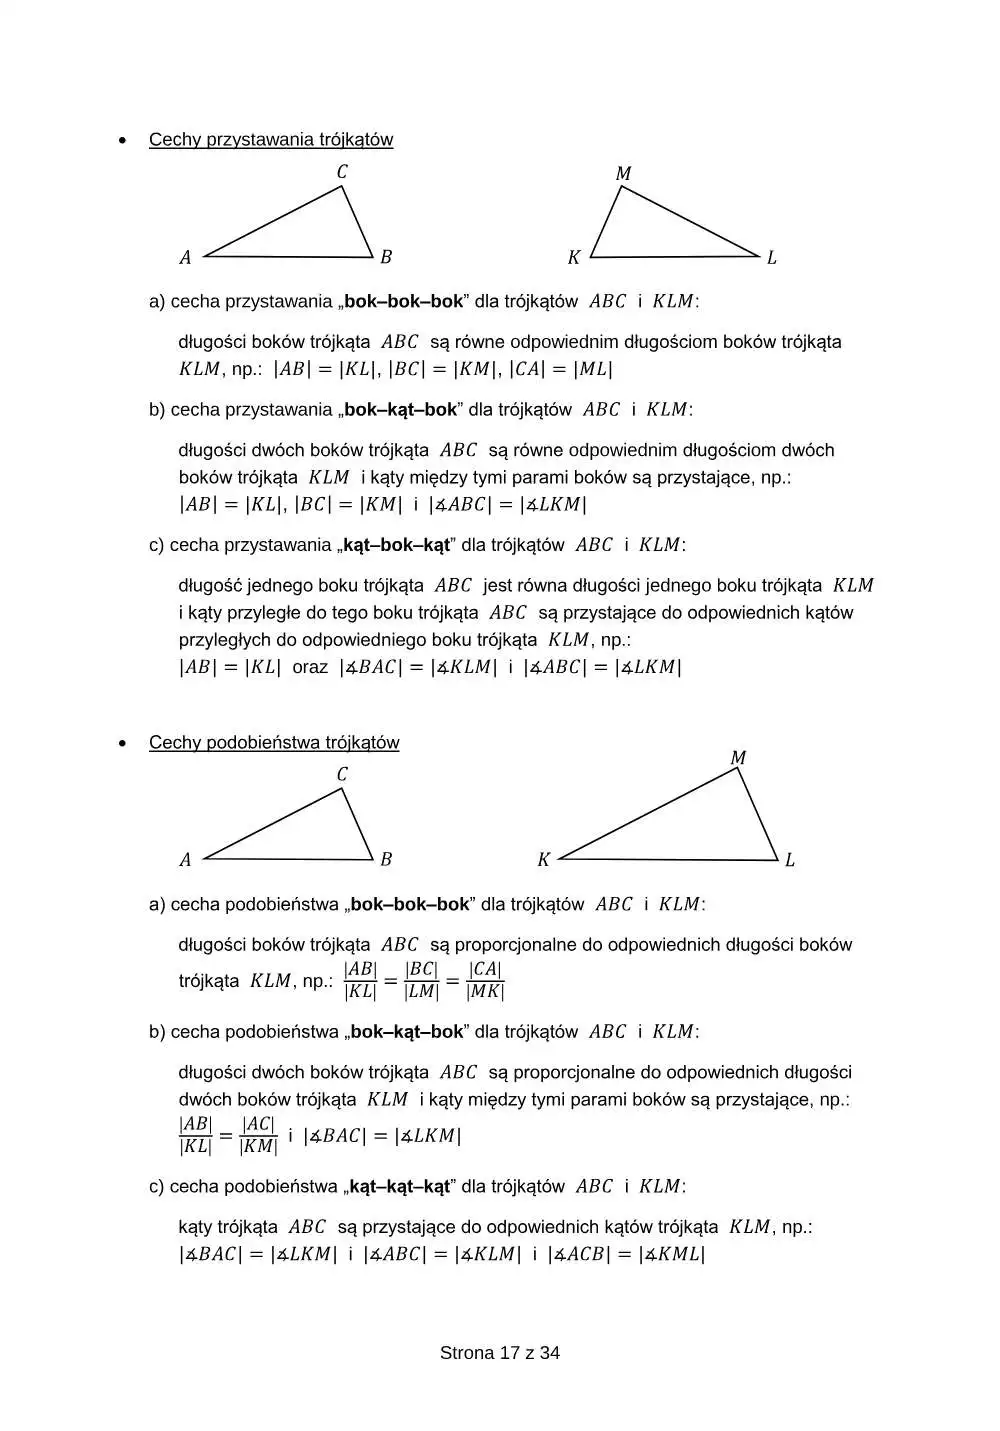 • Cechy przystawania trójkątów
C M
A B K L
a) cecha przystawania „bok–bok–bok” dla trójkątów ABC i KLM:
długości boków trójkąta ABC są równe odpowiednim długościom boków trójkąta
KLM, np.: |AB| = |KL|, |BC| = |KM|, |CA| = |ML|
b) cecha przystawania „bok–kąt–bok” dla trójkątów ABC i KLM:
długości dwóch boków trójkąta ABC są równe odpowiednim długościom dwóch
boków trójkąta KLM i kąty między tymi parami boków są przystające, np.:
|AB| = |KL|, |BC| = |KM| i |∡ABC| = |∡LKM|
c) cecha przystawania „kąt–bok–kąt” dla trójkątów ABC i KLM:
długość jednego boku trójkąta ABC jest równa długości jednego boku trójkąta KLM
i kąty przyległe do tego boku trójkąta ABC są przystające do odpowiednich kątów
przyległych do odpowiedniego boku trójkąta KLM, np.:
|AB| = |KL| oraz |∡BAC| = |∡KLM| i |∡ABC| = |∡LKM|
• Cechy podobieństwa trójkątów
C M
A B K L
a) cecha podobieństwa „bok–bok–bok” dla trójkątów ABC i KLM:
długości boków trójkąta ABC są proporcjonalne do odpowiednich długości boków
trójkąta KLM, np.: |AB|/|KL| = |BC|/|LM| = |CA|/|MK|
b) cecha podobieństwa „bok–kąt–bok” dla trójkątów ABC i KLM:
długości dwóch boków trójkąta ABC są proporcjonalne do odpowiednich długości
dwóch boków trójkąta KLM i kąty między tymi parami boków są przystające, np.:
|AB|/|KL| = |AC|/|KM| i |∡BAC| = |∡LKM|
c) cecha podobieństwa „kąt–kąt–kąt” dla trójkątów ABC i KLM:
kąty trójkąta ABC są przystające do odpowiednich kątów trójkąta KLM, np.:
|∡BAC| = |∡LKM| i |∡ABC| = |∡KLM| i |∡ACB| = |∡KML|
Strona 17 z 34